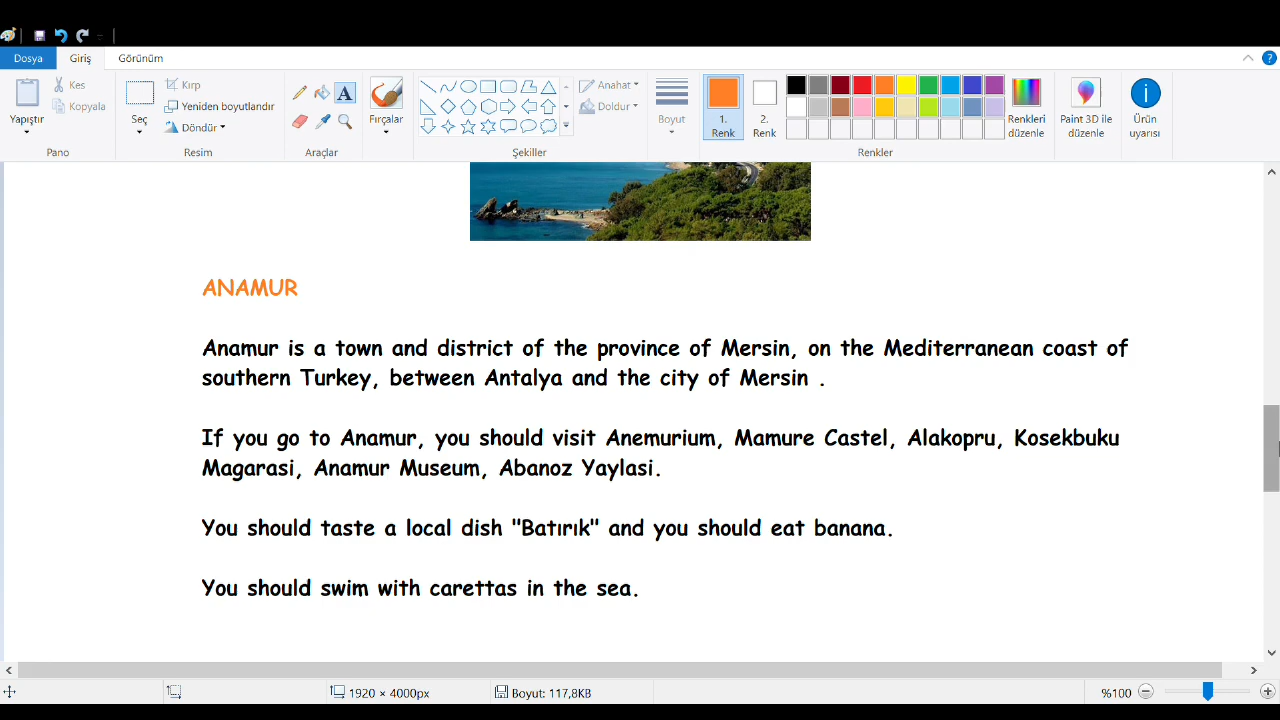 Dosya Giriş Görünüm
Yapıştır
Kes
Kopyala
Pano
Seç
Kırp
Yeniden boyutlandır
Döndür
Resim
A
Araçlar
Fırçalar
Anahat
Doldur
Şekiller
Boyut
1.
Renk
2.
Renk
Renkleri
düzenle
Renkler
Paint 3D ile
düzenle
Ürün
uyarısı
ANAMUR
Anamur is a town and district of the province of Mersin, on the Mediterranean coast of
southern Turkey, between Antalya and the city of Mersin .
If you go to Anamur, you should visit Anemurium, Mamure Castel, Alakopru, Kosekbuku
Magarasi, Anamur Museum, Abanoz Yaylasi.
You should taste a local dish "Batırık" and you should eat banana.
You should swim with carettas in the sea.
1920 × 4000px
Boyut: 117,8KB
%100